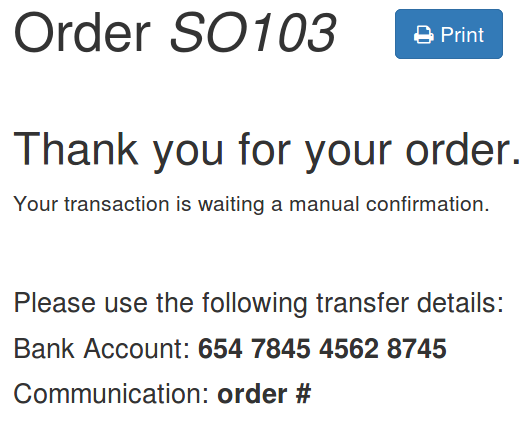 Order SO103
Print
Thank you for your order.
Your transaction is waiting a manual confirmation.
Please use the following transfer details:
Bank Account: 654 7845 4562 8745
Communication: order #